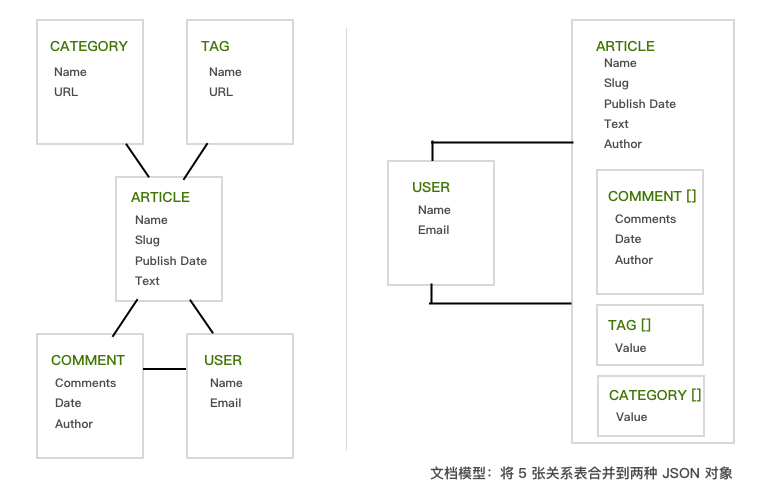 CATEGORY
Name
URL
TAG
Name
URL
ARTICLE
Name
Slug
Publish Date
Text
COMMENT
Comments
Date
Author
USER
Name
Email
USER
Name
Email
ARTICLE
Name
Slug
Publish Date
Text
Author
COMMENT []
Comments
Date
Author
TAG []
Value
CATEGORY []
Value
文档模型：将 5 张关系表合并到两种 JSON 对象